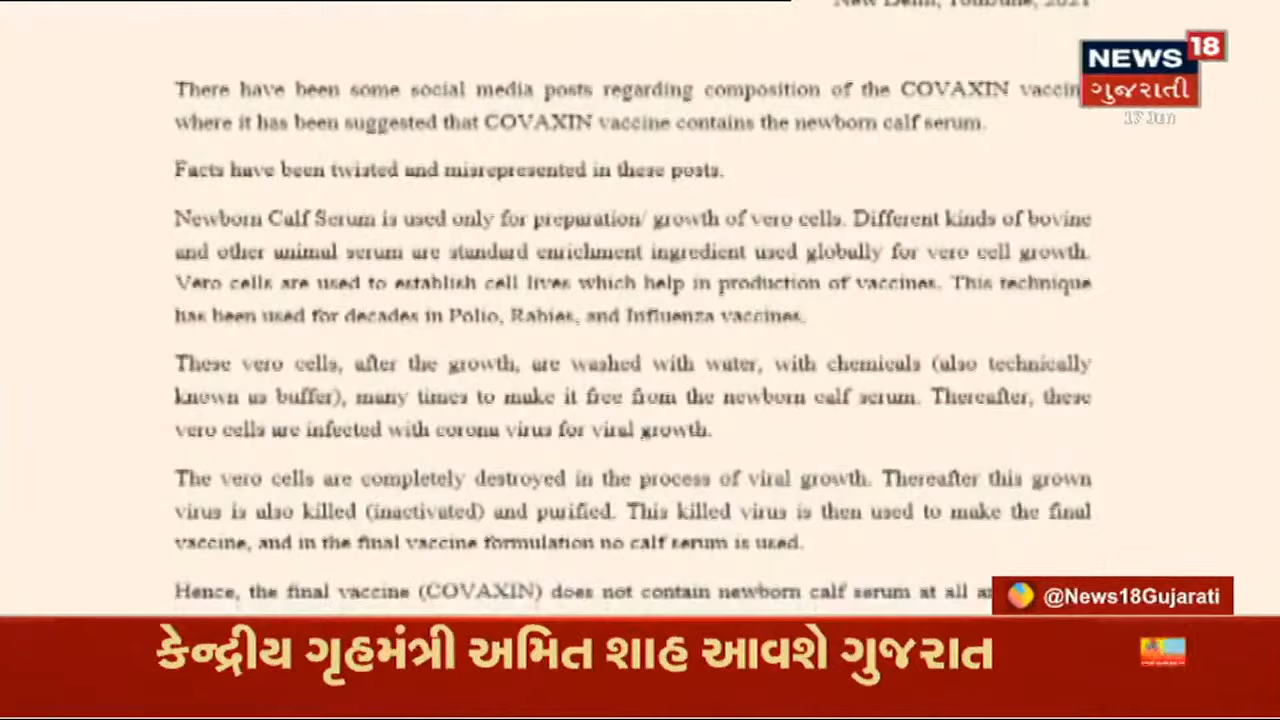 New Delhi, 16th June, 2021
NEWS 18
ગુજરાતી
17 Jun
There have been some social media posts regarding composition of the COVAXIN vaccin
where it has been suggested that COVAXIN vaccine contains the newborn calf serum.
Facts have been twisted and misrepresented in these posts.
Newborn Calf Serum is used only for preparation/ growth of vero cells. Different kinds of bovine
and other animal serum are standard enrichment ingredient used globally for vero cell growth.
Vero cells are used to establish cell lives which help in production of vaccines. This technique
has been used for decades in Polio, Rabies, and Influenza vaccines.
These vero cells, after the growth, are washed with water, with chemicals (also technically
known as buffer), many times to make it free from the newborn calf serum. Thereafter, these
vero cells are infected with corona virus for viral growth.
The vero cells are completely destroyed in the process of viral growth. Thereafter this grown
virus is also killed (inactivated) and purified. This killed virus is then used to make the final
vaccine, and in the final vaccine formulation no calf serum is used.
Hence, the final vaccine (COVAXIN) does not contain newborn calf serum at all
@News18Gujarati
કેન્દ્રીય ગૃહમંત્રી અમિત શાહ આવશે ગુજરાત